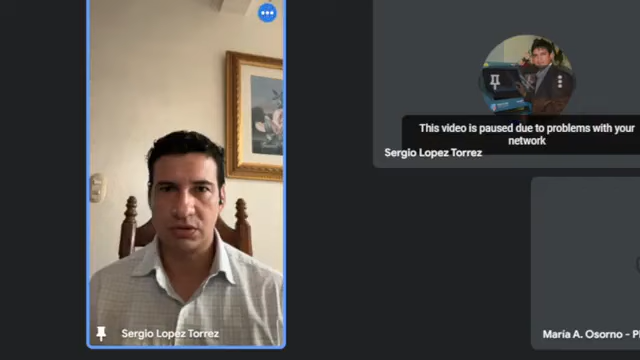 Sergio Lopez Torrez
This video is paused due to problems with your
network
Sergio Lopez Torrez
María A. Osorno -